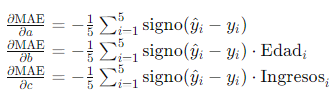 ∂MAE/∂a = −1/5 ∑_{i−1}^{5} signo(ŷ_i − y_i)
∂MAE/∂b = −1/5 ∑_{i−1}^{5} signo(ŷ_i − y_i) · Edad_i
∂MAE/∂c = −1/5 ∑_{i−1}^{5} signo(ŷ_i − y_i) · Ingresos_i